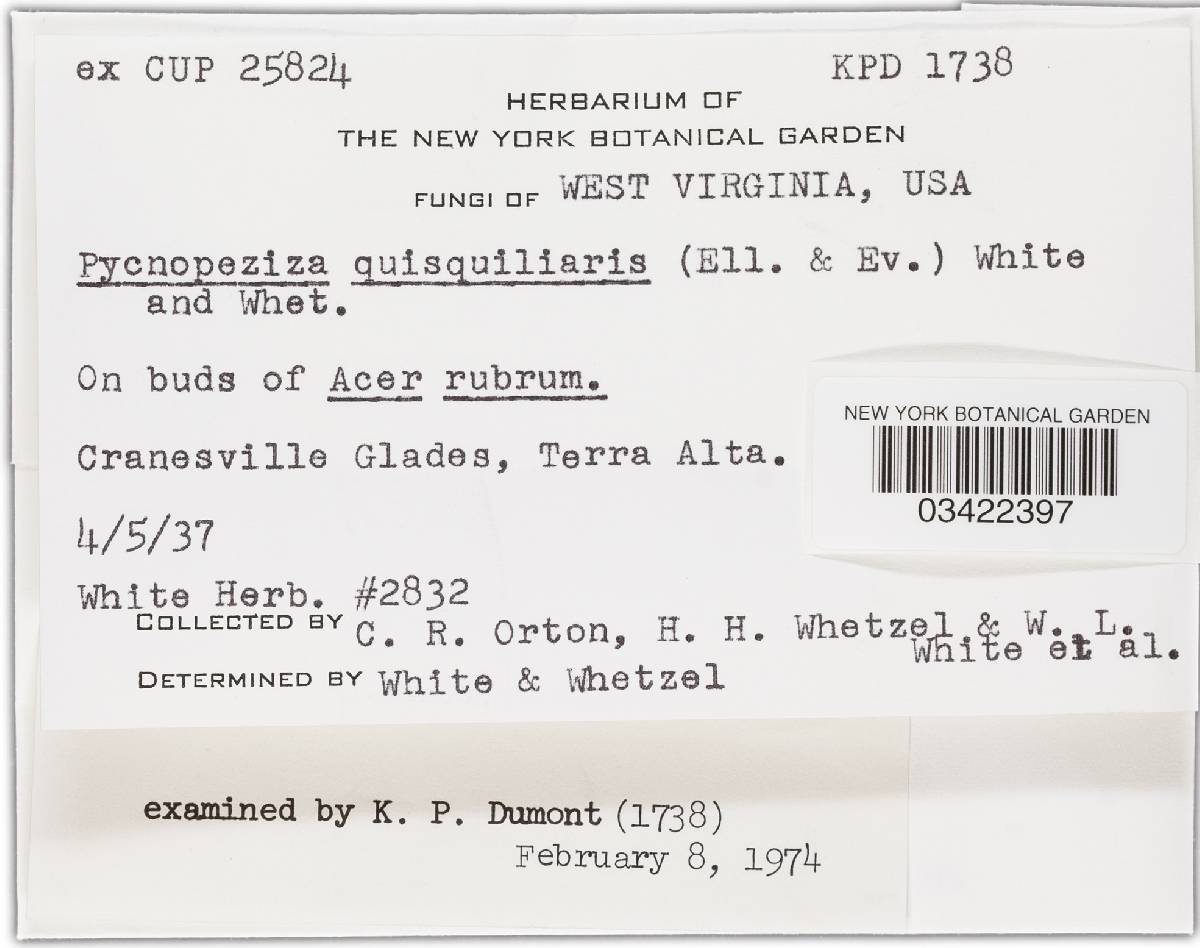 ex CUP 25824 KPD 1738
HERBARIUM OF
THE NEW YORK BOTANICAL GARDEN
FUNGI OF WEST VIRGINIA, USA
Pycnopeziza quisquiliaris (Ell. & Ev.) White
and Whet.
On buds of Acer rubrum.
Cranesville Glades, Terra Alta.
NEW YORK BOTANICAL GARDEN
03422397
4/5/37
White Herb. #2832
COLLECTED BY C. R. Orton, H. H. Whetzel & W. L.
White et al.
DETERMINED BY White & Whetzel
examined by K. P. Dumont (1738)
February 8, 1974